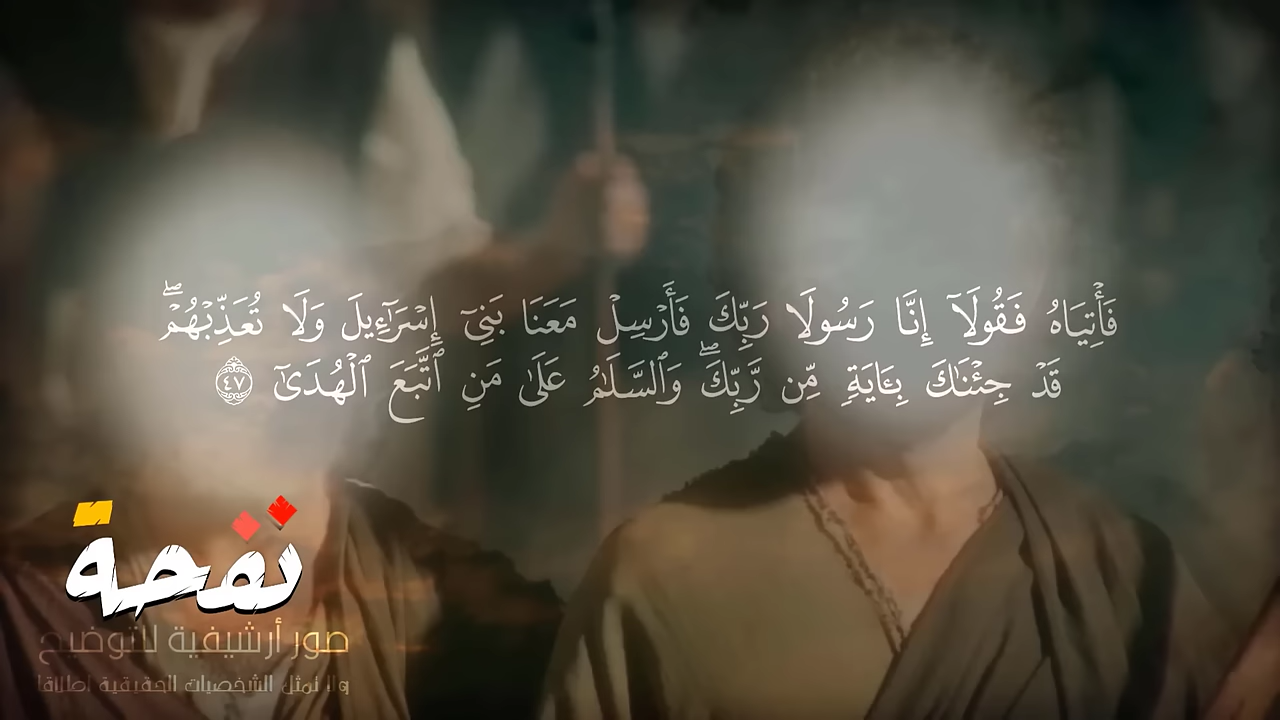 فَأْتِيَاهُ فَقُولَآ إِنَّا رَسُولَا رَبِّكَ فَأَرْسِلْ مَعَنَا بَنِىٓ إِسْرَٰٓءِيلَ وَلَا تُعَذِّبْهُمْ ۖ
قَدْ جِئْنَٰكَ بِـَٔايَةٍ مِّن رَّبِّكَ ۖ وَٱلسَّلَٰمُ عَلَىٰ مَنِ ٱتَّبَعَ ٱلْهُدَىٰٓ ٤٧
نفحة
صور أرشيفية للتوضيح
ولا تمثل الشخصيات الحقيقية اطلاقا